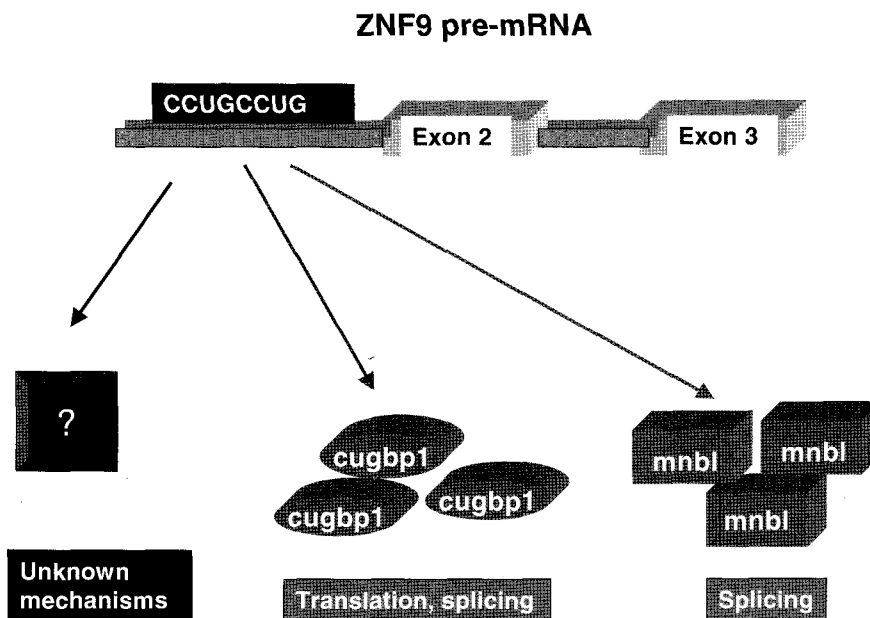 ZNF9 pre-mRNA
CCUGCCUG
Exon 2
Exon 3
?
cugbp1
cugbp1
cugbp1
mnbl
mnbl
mnbl
Unknown
mechanisms
Translation, splicing
Splicing